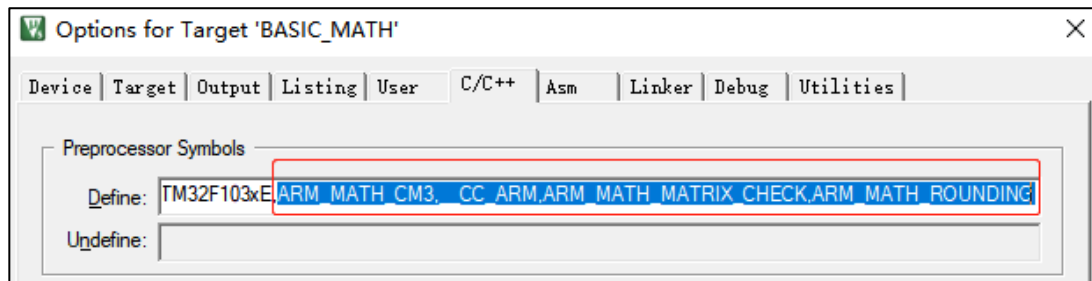 Options for Target 'BASIC_MATH'
Device Target Output Listing User C/C++ Asm Linker Debug Utilities
Preprocessor Symbols
Define: TM32F103xE,ARM_MATH_CM3,__CC_ARM,ARM_MATH_MATRIX_CHECK,ARM_MATH_ROUNDING
Undefine: